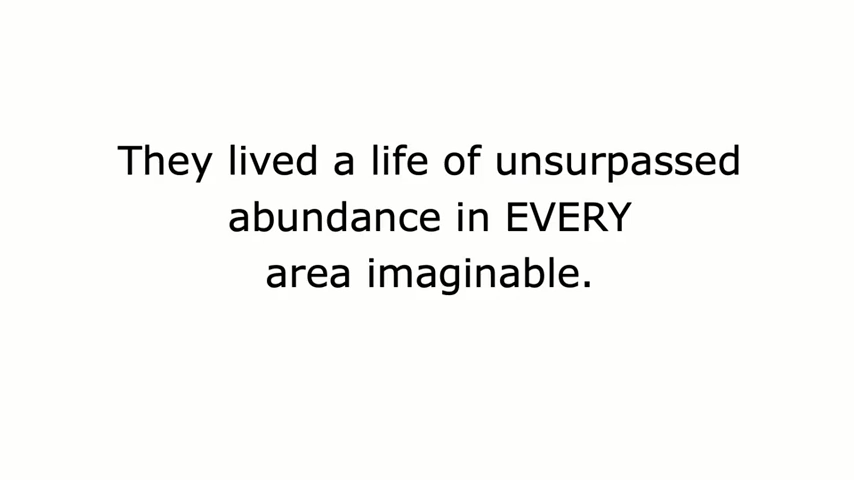 They lived a life of unsurpassed
abundance in EVERY
area imaginable.